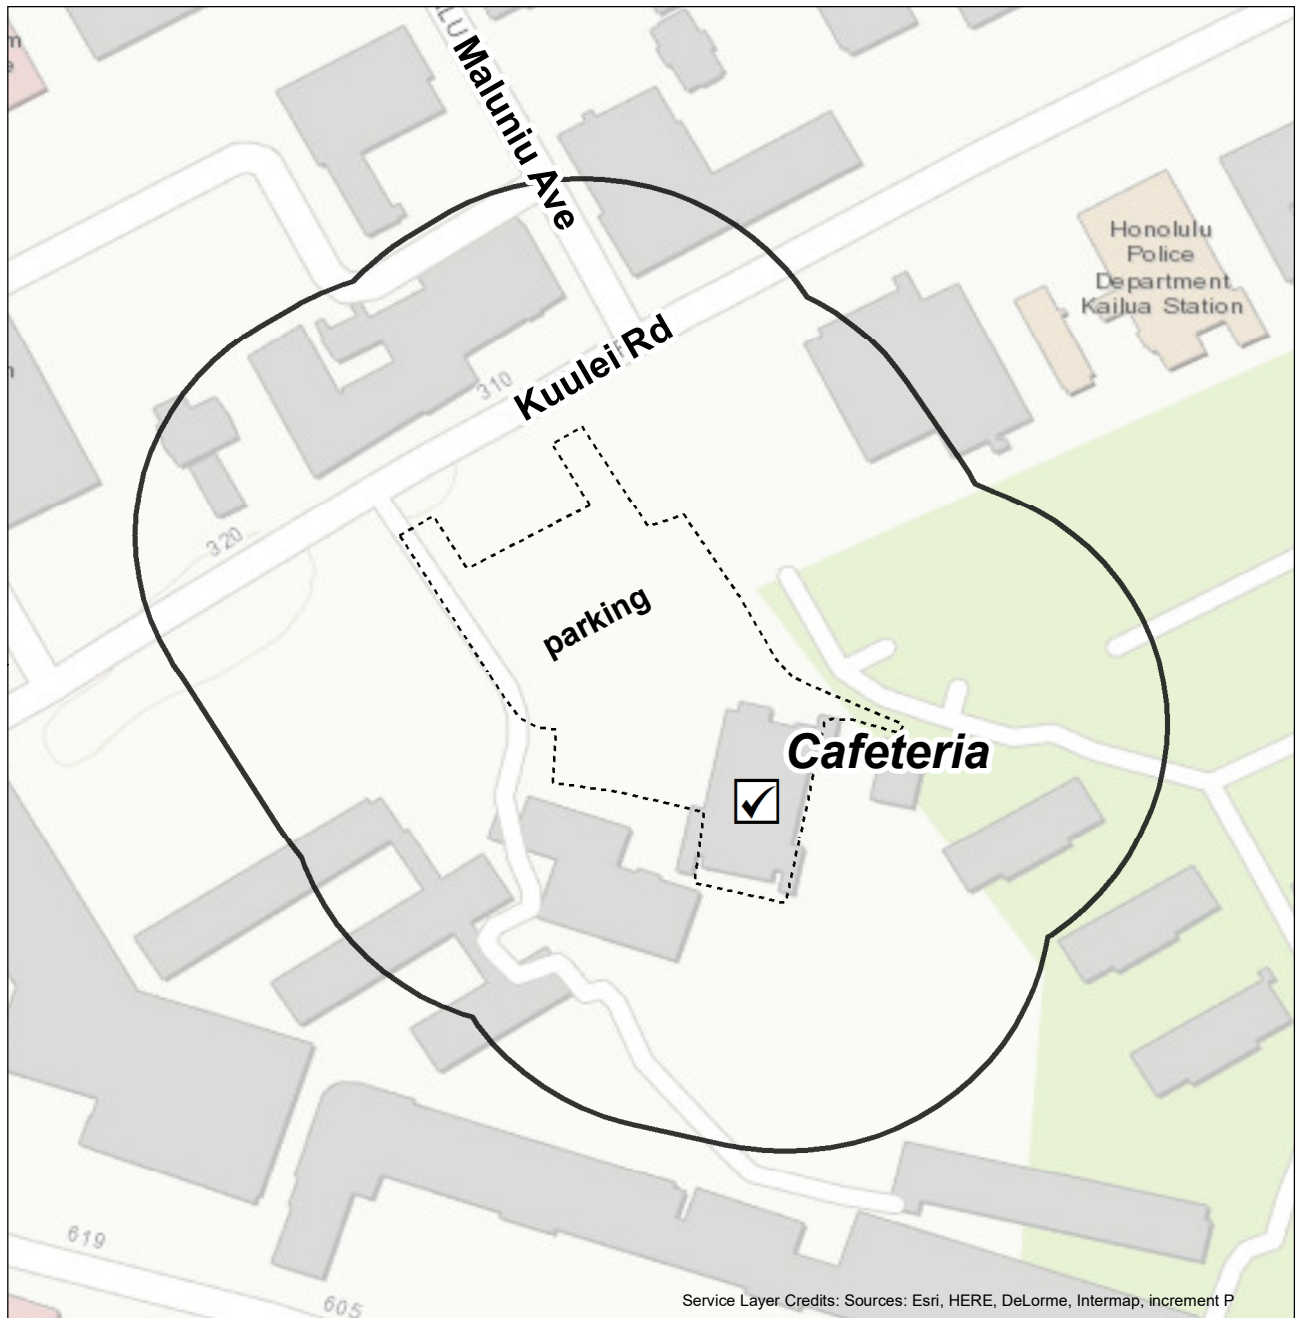 Maluniu Ave
Honolulu
Police
Department
Kailua Station
Kuulei Rd
310
320
parking
Cafeteria
619
605
Service Layer Credits: Sources: Esri, HERE, DeLorme, Intermap, increment P